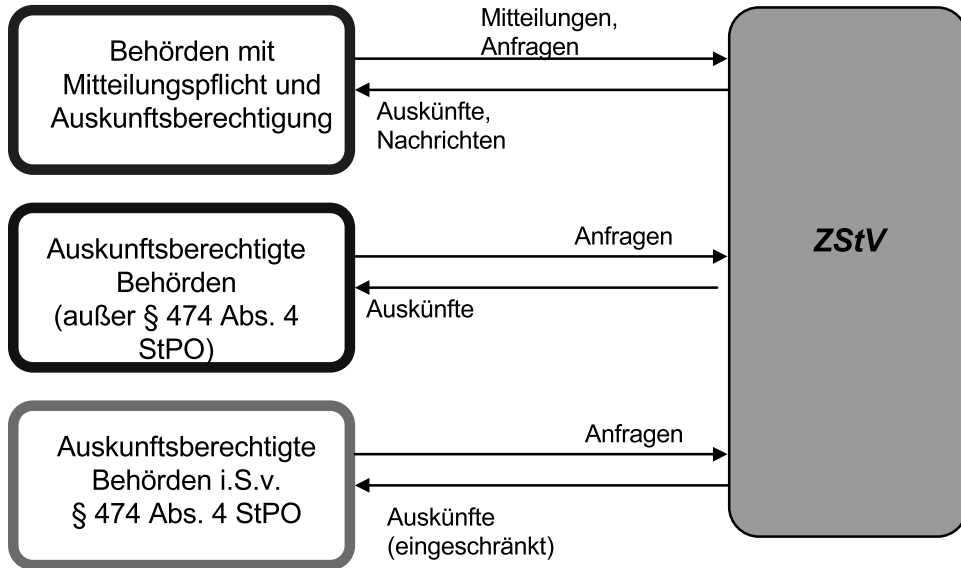 Behörden mit
Mitteilungspflicht und
Auskunftsberechtigung
Mitteilungen,
Anfragen
Auskünfte,
Nachrichten
Auskunftsberechtigte
Behörden
(außer § 474 Abs. 4
StPO)
Anfragen
Auskünfte
Auskunftsberechtigte
Behörden i.S.v.
§ 474 Abs. 4 StPO
Anfragen
Auskünfte
(eingeschränkt)
ZStV